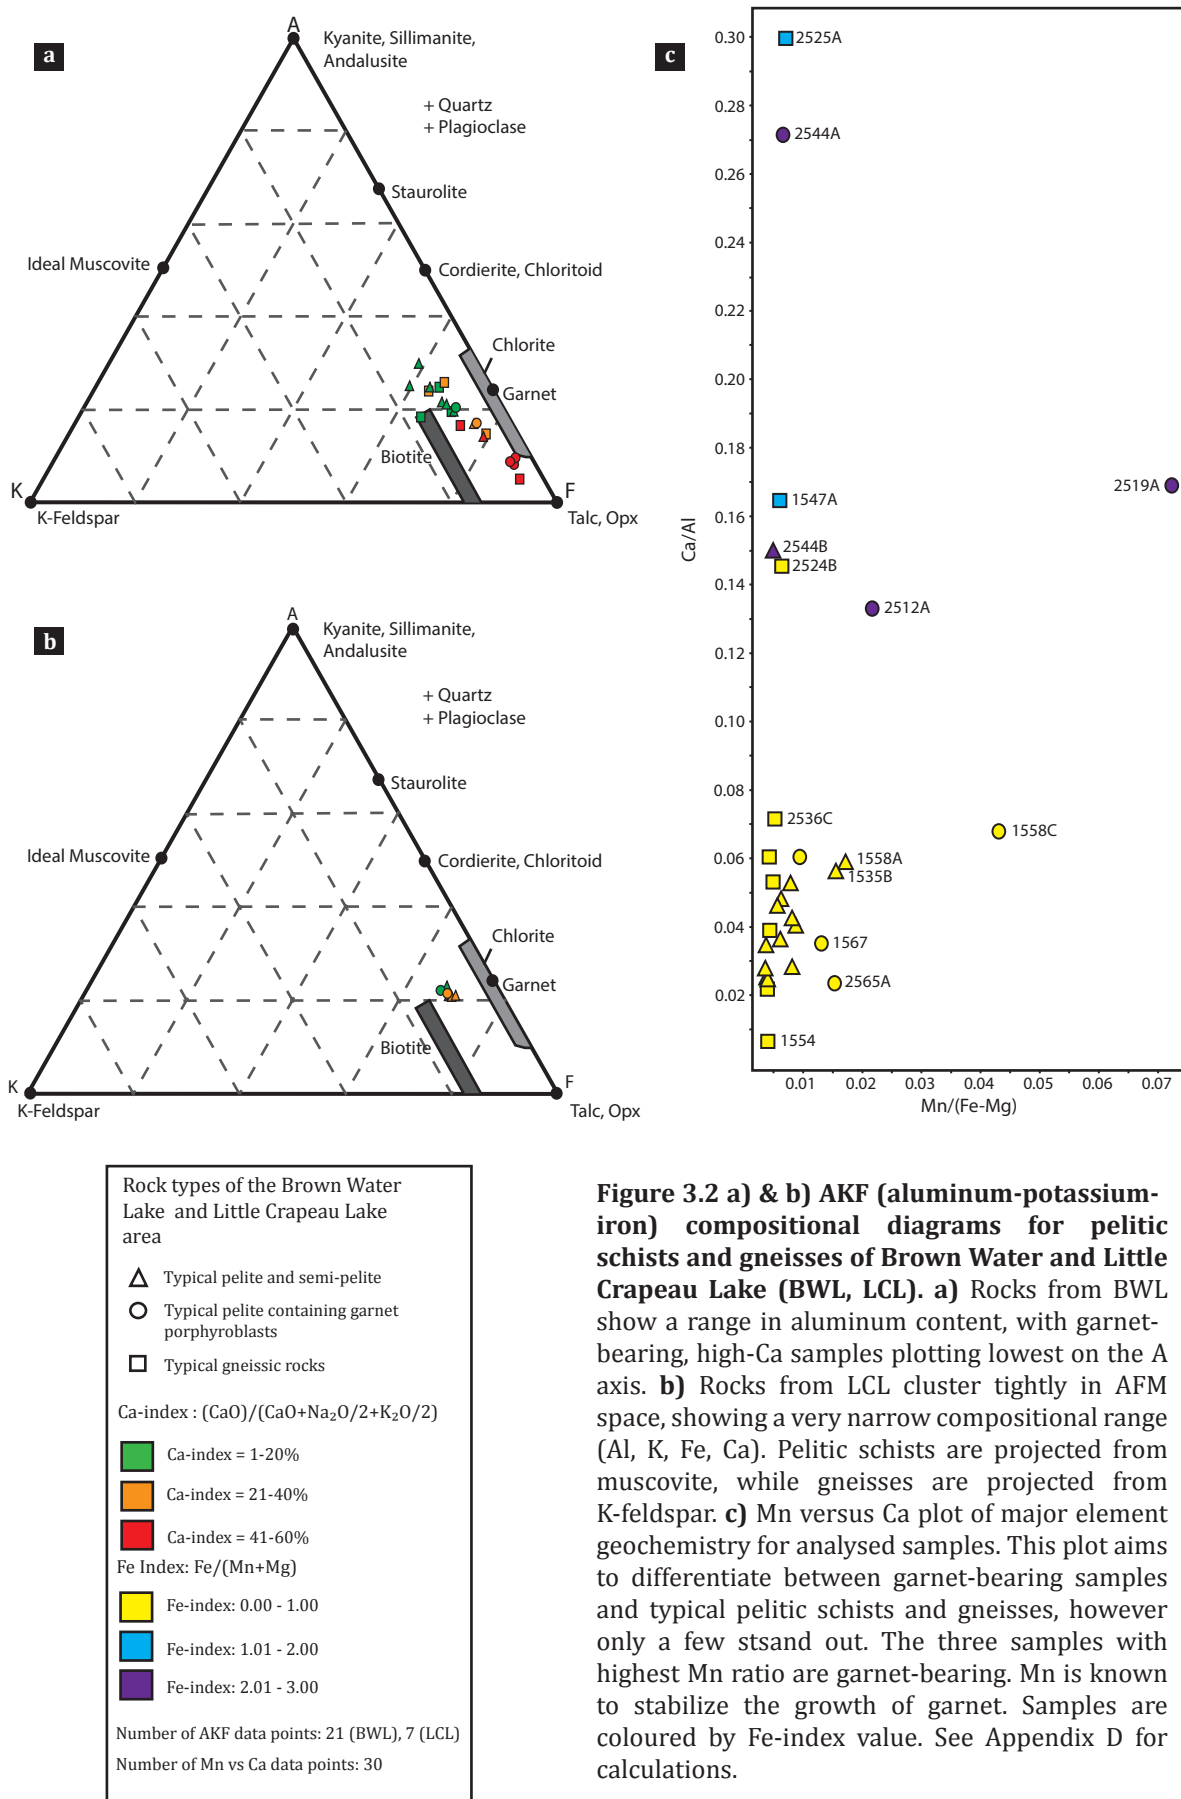 a
A
Kyanite, Sillimanite,
Andalusite
+ Quartz
+ Plagioclase
Staurolite
Ideal Muscovite
Cordierite, Chloritoid
Chlorite
Garnet
Biotite
K
K-Feldspar
F
Talc, Opx
b
A
Kyanite, Sillimanite,
Andalusite
+ Quartz
+ Plagioclase
Staurolite
Ideal Muscovite
Cordierite, Chloritoid
Chlorite
Garnet
Biotite
K
K-Feldspar
F
Talc, Opx
c
0.30
0.28
0.26
0.24
0.22
0.20
0.18
0.16
0.14
0.12
0.10
0.08
0.06
0.04
0.02
Ca/Al
2525A
2544A
2519A
1547A
2544B
2524B
2512A
2536C
1558C
1558A
1535B
1567
2565A
1554
0.01
0.02
0.03
0.04
0.05
0.06
0.07
Mn/(Fe-Mg)
Rock types of the Brown Water
Lake and Little Crapeau Lake
area
Typical pelite and semi-pelite
Typical pelite containing garnet
porphyroblasts
Typical gneissic rocks
Ca-index : (CaO)/(CaO+Na₂O/2+K₂O/2)
Ca-index = 1-20%
Ca-index = 21-40%
Ca-index = 41-60%
Fe Index: Fe/(Mn+Mg)
Fe-index: 0.00 - 1.00
Fe-index: 1.01 - 2.00
Fe-index: 2.01 - 3.00
Number of AKF data points: 21 (BWL), 7 (LCL)
Number of Mn vs Ca data points: 30
Figure 3.2 a) & b) AKF (aluminum-potassium-
iron) compositional diagrams for pelitic
schists and gneisses of Brown Water and Little
Crapeau Lake (BWL, LCL). a) Rocks from BWL
show a range in aluminum content, with garnet-
bearing, high-Ca samples plotting lowest on the A
axis. b) Rocks from LCL cluster tightly in AFM
space, showing a very narrow compositional range
(Al, K, Fe, Ca). Pelitic schists are projected from
muscovite, while gneisses are projected from
K-feldspar. c) Mn versus Ca plot of major element
geochemistry for analysed samples. This plot aims
to differentiate between garnet-bearing samples
and typical pelitic schists and gneisses, however
only a few stsand out. The three samples with
highest Mn ratio are garnet-bearing. Mn is known
to stabilize the growth of garnet. Samples are
coloured by Fe-index value. See Appendix D for
calculations.